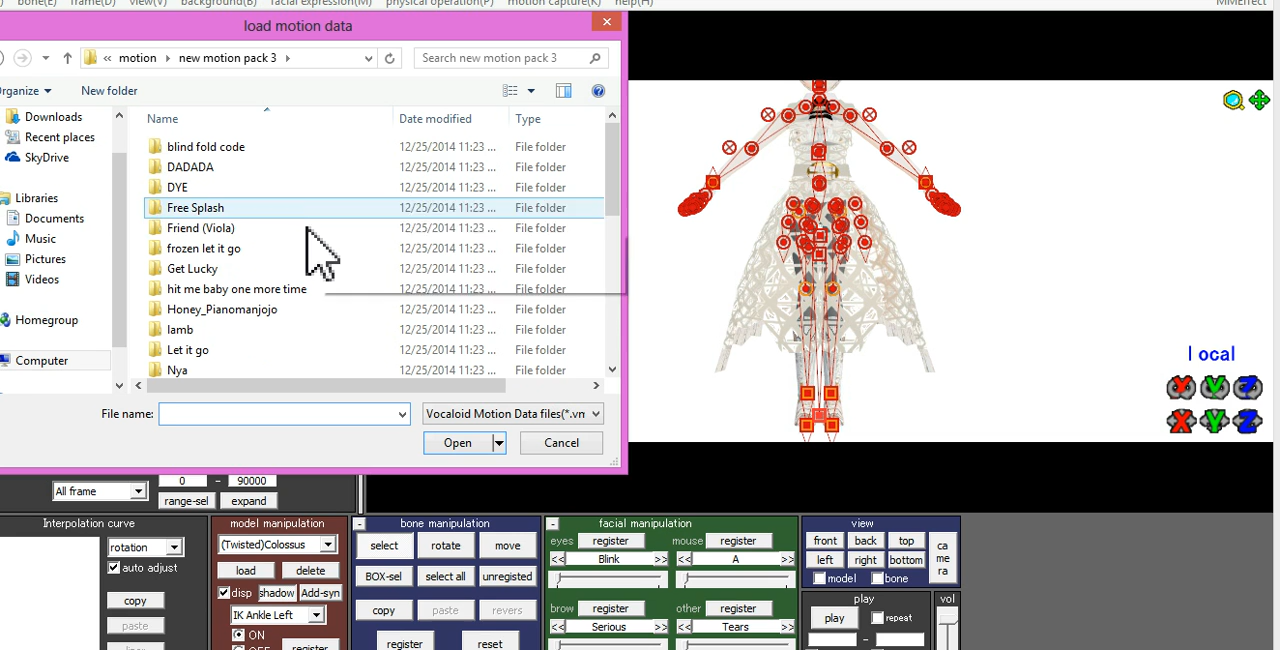 bone(E) frame(D) view(V) background(B) facial expression(M) physical operation(P) motion capture(K) help(H) MMEffect
load motion data
« motion new motion pack 3
Search new motion pack 3
New folder
Name Date modified Type
Downloads
Recent places
SkyDrive
Libraries
Documents
Music
Pictures
Videos
Homegroup
Computer
blind fold code 12/25/2014 11:23 ... File folder
DADADA 12/25/2014 11:23 ... File folder
DYE 12/25/2014 11:23 ... File folder
Free Splash 12/25/2014 11:23 ... File folder
Friend (Viola) 12/25/2014 11:23 ... File folder
frozen let it go 12/25/2014 11:23 ... File folder
Get Lucky 12/25/2014 11:23 ... File folder
hit me baby one more time 12/25/2014 11:23 ... File folder
Honey_Pianomanjojo 12/25/2014 11:23 ... File folder
lamb 12/25/2014 11:23 ... File folder
Let it go 12/25/2014 11:23 ... File folder
Nya 12/25/2014 11:23 ... File folder
File name: Vocaloid Motion Data files(*.vm
Open Cancel
local
X Y Z
X Y Z
All frame 0 - 90000
range-sel expand
Interpolation curve
rotation
auto adjust
copy
paste
model manipulation
(Twisted)Colossus
load delete
disp shadow Add-syn
IK Ankle Left
ON
register
- bone manipulation
select rotate move
BOX-sel select all unregisted
copy paste revers
register reset
- facial manipulation
eyes register mouse register
<< Blink >> << A >>
brow register other register
<< Serious >> << Tears >>
view
front back top
left right bottom
camera
model bone
play vol
play repeat
-